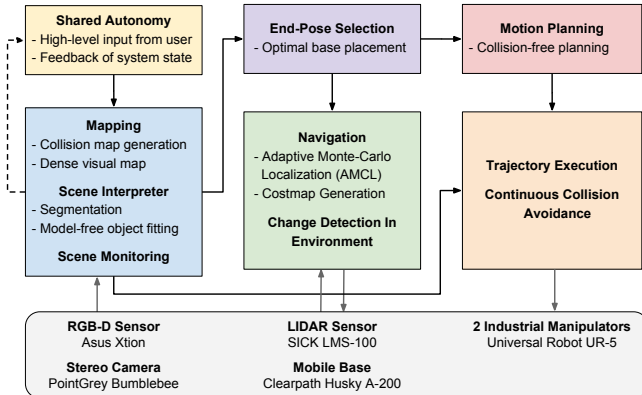 Shared Autonomy
- High-level input from user
- Feedback of system state
End-Pose Selection
- Optimal base placement
Motion Planning
- Collision-free planning
Mapping
- Collision map generation
- Dense visual map
Scene Interpreter
- Segmentation
- Model-free object fitting
Scene Monitoring
Navigation
- Adaptive Monte-Carlo
Localization (AMCL)
- Costmap Generation
Change Detection In
Environment
Trajectory Execution
Continuous Collision
Avoidance
RGB-D Sensor
Asus Xtion
Stereo Camera
PointGrey Bumblebee
LIDAR Sensor
SICK LMS-100
Mobile Base
Clearpath Husky A-200
2 Industrial Manipulators
Universal Robot UR-5